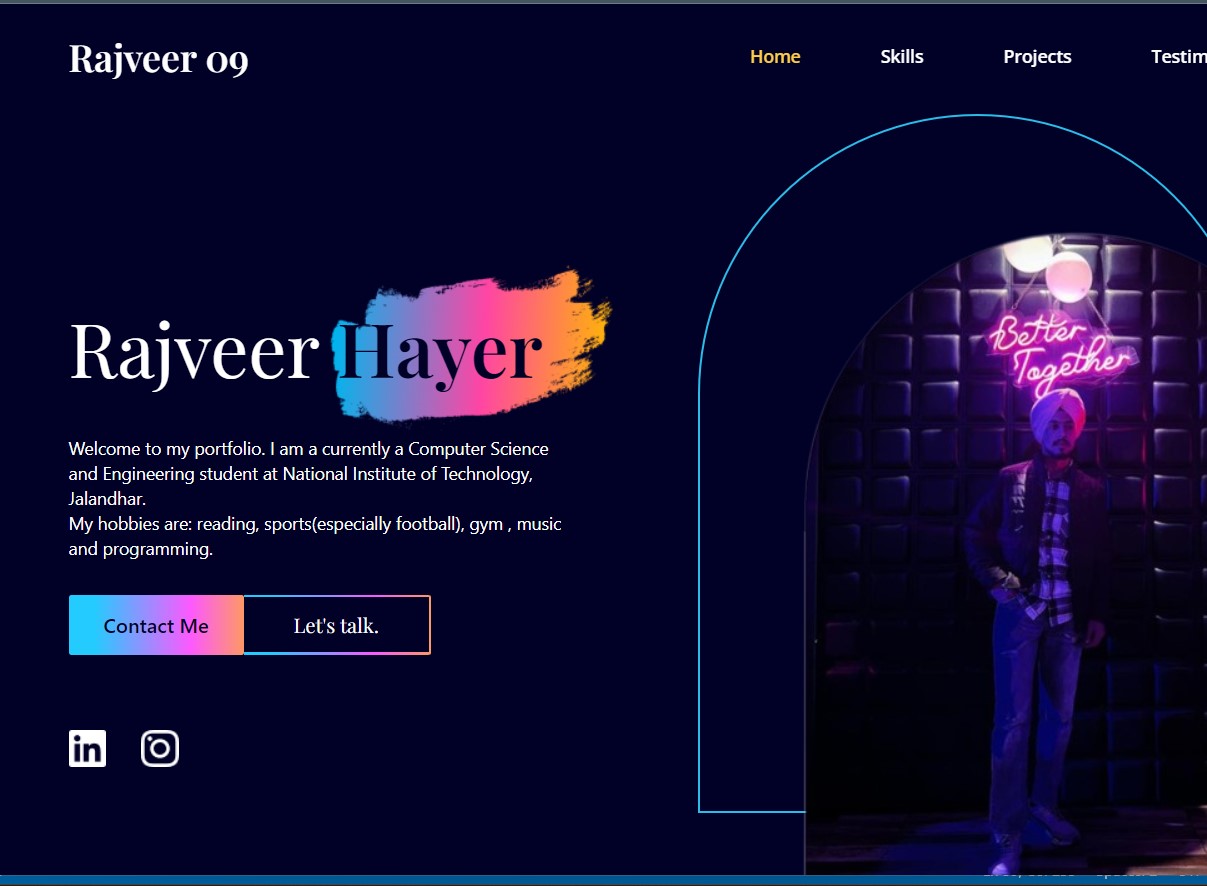 Rajveer 09
Home Skills Projects Testim
Better
Together
Rajveer Hayer
Welcome to my portfolio. I am a currently a Computer Science
and Engineering student at National Institute of Technology,
Jalandhar.
My hobbies are: reading, sports(especially football), gym , music
and programming.
Contact Me Let's talk.
in